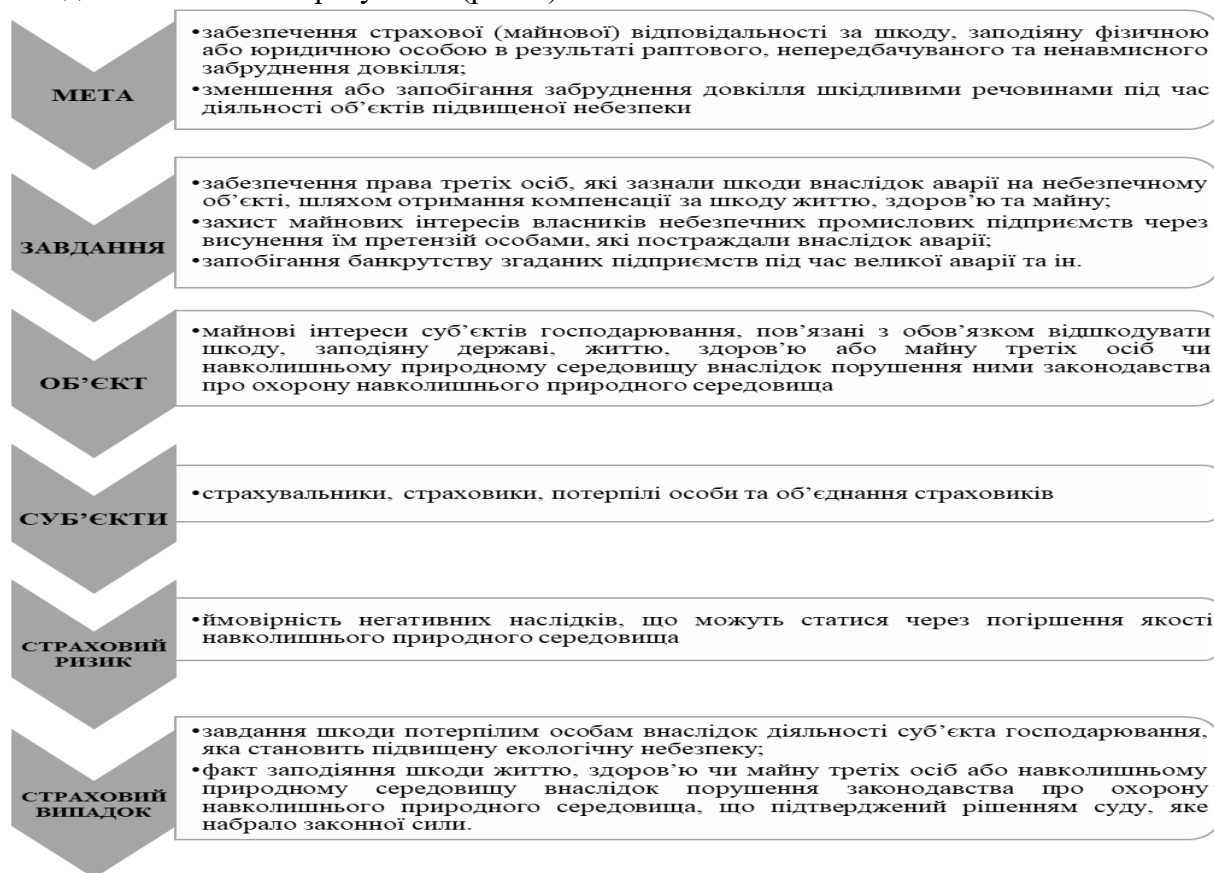 МЕТА
•забезпечення страхової (майнової) відповідальності за шкоду, заподіяну фізичною
або юридичною особою в результаті раптового, непередбачуваного та ненавмисного
забруднення довкілля;
•зменшення або запобігання забруднення довкілля шкідливими речовинами під час
діяльності об’єктів підвищеної небезпеки
ЗАВДАННЯ
•забезпечення права третіх осіб, які зазнали шкоди внаслідок аварії на небезпечному
об’єкті, шляхом отримання компенсації за шкоду життю, здоров’ю та майну;
•захист майнових інтересів власників небезпечних промислових підприємств через
висунення їм претензій особами, які постраждали внаслідок аварії;
•запобігання банкрутству згаданих підприємств під час великої аварії та ін.
ОБ’ЄКТ
•майнові інтереси суб’єктів господарювання, пов’язані з обов’язком відшкодувати
шкоду, заподіяну державі, життю, здоров’ю або майну третіх осіб чи
навколишньому природному середовищу внаслідок порушення ними законодавства
про охорону навколишнього природного середовища
СУБ’ЄКТИ
•страхувальники, страховики, потерпілі особи та об’єднання страховиків
СТРАХОВИЙ
РИЗИК
•ймовірність негативних наслідків, що можуть статися через погіршення якості
навколишнього природного середовища
СТРАХОВИЙ
ВИПАДОК
•завдання шкоди потерпілим особам внаслідок діяльності суб’єкта господарювання,
яка становить підвищену екологічну небезпеку;
•факт заподіяння шкоди життю, здоров’ю чи майну третіх осіб або навколишньому
природному середовищу внаслідок порушення законодавства про охорону
навколишнього природного середовища, що підтверджений рішенням суду, яке
набрало законної сили.